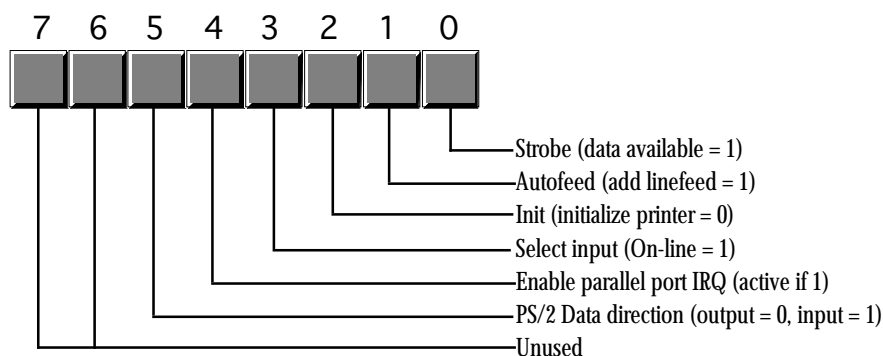 7 6 5 4 3 2 1 0
Strobe (data available = 1)
Autofeed (add linefeed = 1)
Init (initialize printer = 0)
Select input (On-line = 1)
Enable parallel port IRQ (active if 1)
PS/2 Data direction (output = 0, input = 1)
Unused